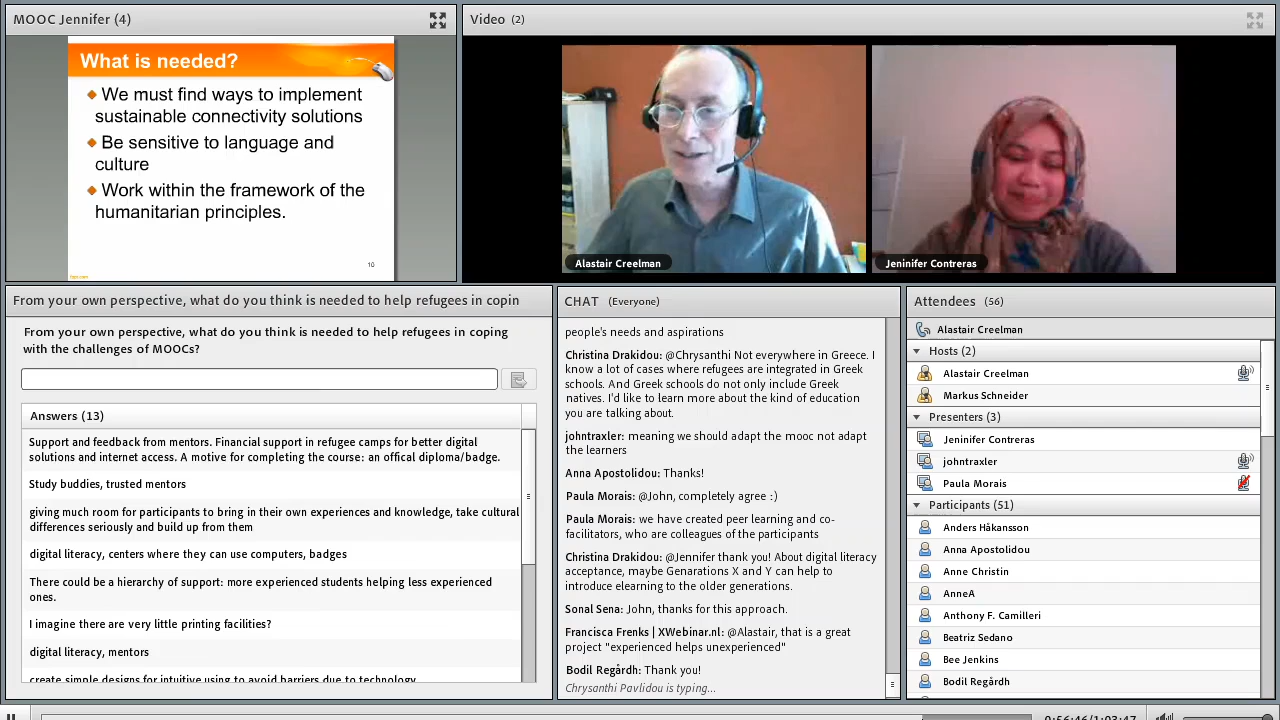 MOOC Jennifer (4)
What is needed?
We must find ways to implement
sustainable connectivity solutions
Be sensitive to language and
culture
Work within the framework of the
humanitarian principles.
10
Video (2)
Alastair Creelman
Jeninifer Contreras
From your own perspective, what do you think is needed to help refugees in copin
From your own perspective, what do you think is needed to help refugees in coping
with the challenges of MOOCs?
Answers (13)
Support and feedback from mentors. Financial support in refugee camps for better digital
solutions and internet access. A motive for completing the course: an offical diploma/badge.
Study buddies, trusted mentors
giving much room for participants to bring in their own experiences and knowledge, take cultural
differences seriously and build up from them
digital literacy, centers where they can use computers, badges
There could be a hierarchy of support: more experienced students helping less experienced
ones.
I imagine there are very little printing facilities?
digital literacy, mentors
create simple designs for intuitive using to avoid barriers due to technology
CHAT (Everyone)
people's needs and aspirations
Christina Drakidou: @Chrysanthi Not everywhere in Greece. I
know a lot of cases where refugees are integrated in Greek
schools. And Greek schools do not only include Greek
natives. I'd like to learn more about the kind of education
you are talking about.
johntraxler: meaning we should adapt the mooc not adapt
the learners
Anna Apostolidou: Thanks!
Paula Morais: @John, completely agree :)
Paula Morais: we have created peer learning and co-
facilitators, who are colleagues of the participants
Christina Drakidou: @Jennifer thank you! About digital literacy
acceptance, maybe Genarations X and Y can help to
introduce elearning to the older generations.
Sonal Sena: John, thanks for this approach.
Francisca Frenks | XWebinar.nl: @Alastair, that is a great
project "experienced helps unexperienced"
Bodil Regårdh: Thank you!
Chrysanthi Pavlidou is typing...
Attendees (56)
Alastair Creelman
Hosts (2)
Alastair Creelman
Markus Schneider
Presenters (3)
Jeninifer Contreras
johntraxler
Paula Morais
Participants (51)
Anders Håkansson
Anna Apostolidou
Anne Christin
AnneA
Anthony F. Camilleri
Beatriz Sedano
Bee Jenkins
Bodil Regårdh
0:56:46/1:03:47